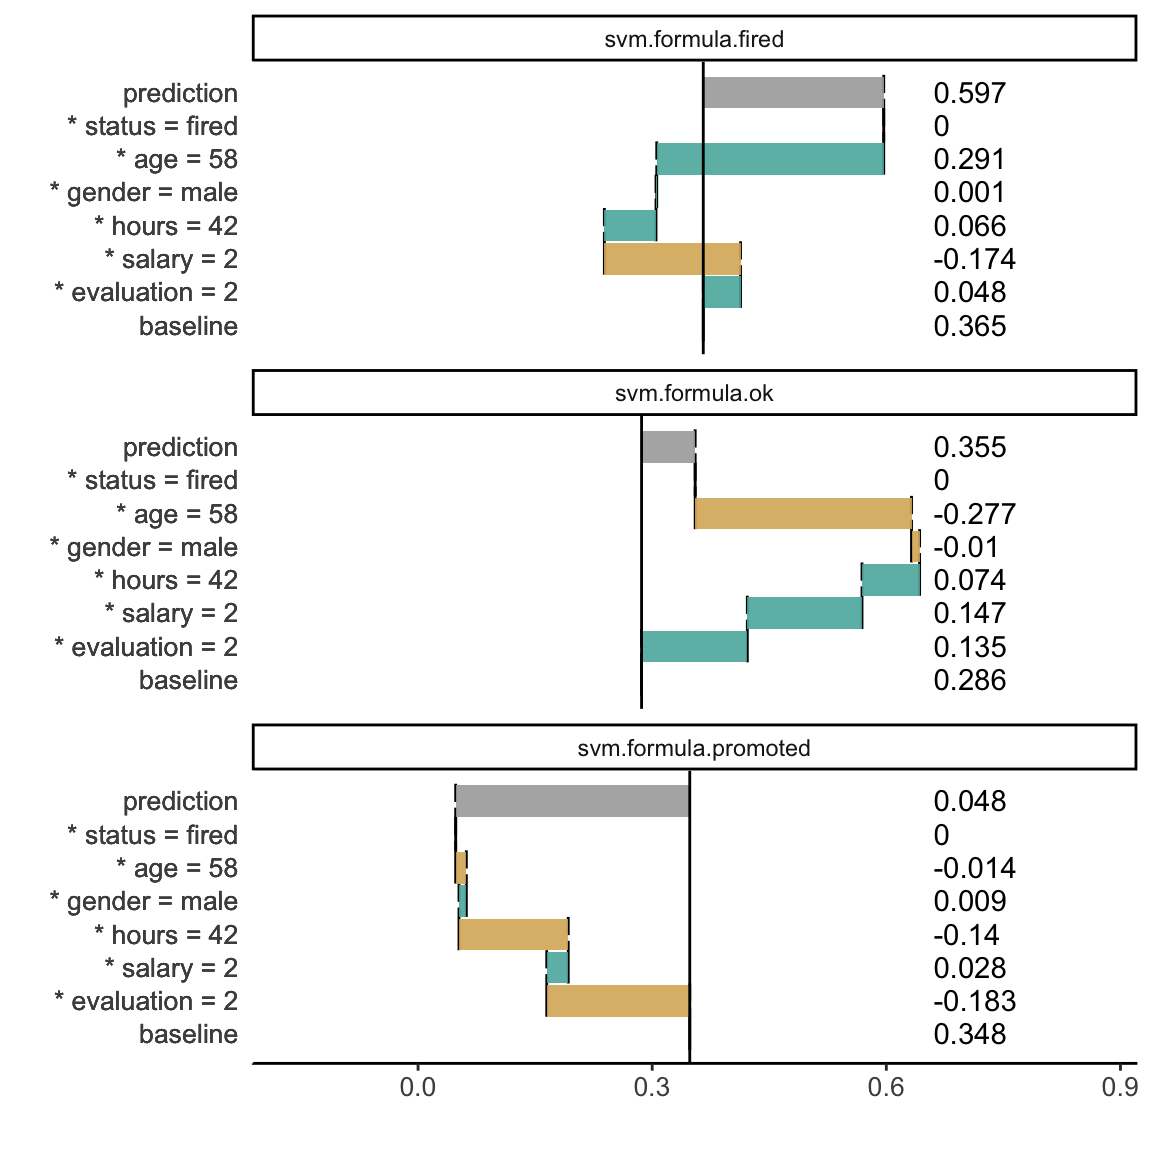 svm.formula.fired
prediction 0.597
* status = fired 0
* age = 58 0.291
* gender = male 0.001
* hours = 42 0.066
* salary = 2 -0.174
* evaluation = 2 0.048
baseline 0.365
svm.formula.ok
prediction 0.355
* status = fired 0
* age = 58 -0.277
* gender = male -0.01
* hours = 42 0.074
* salary = 2 0.147
* evaluation = 2 0.135
baseline 0.286
svm.formula.promoted
prediction 0.048
* status = fired 0
* age = 58 -0.014
* gender = male 0.009
* hours = 42 -0.14
* salary = 2 0.028
* evaluation = 2 -0.183
baseline 0.348
0.0 0.3 0.6 0.9